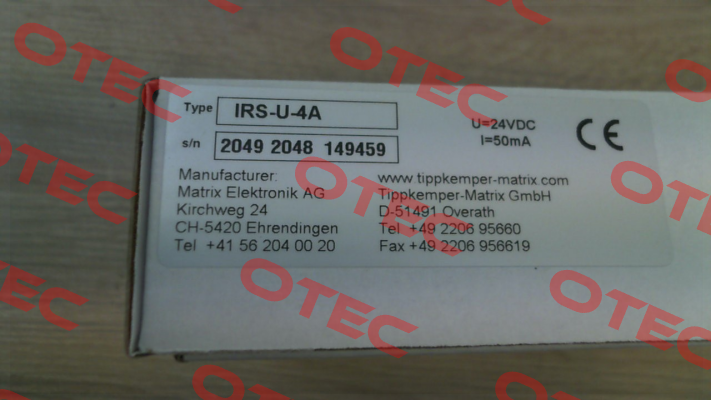 Type IRS-U-4A
s/n 2049 2048 149459
U=24VDC
I=50mA
CE
Manufacturer:
Matrix Elektronik AG
Kirchweg 24
CH-5420 Ehrendingen
Tel +41 56 204 00 20
www.tippkemper-matrix.com
Tippkemper-Matrix GmbH
D-51491 Overath
Tel +49 2206 95660
Fax +49 2206 956619
OTEC
OTEC
OTEC
OTEC
OTEC
OTEC
OTEC